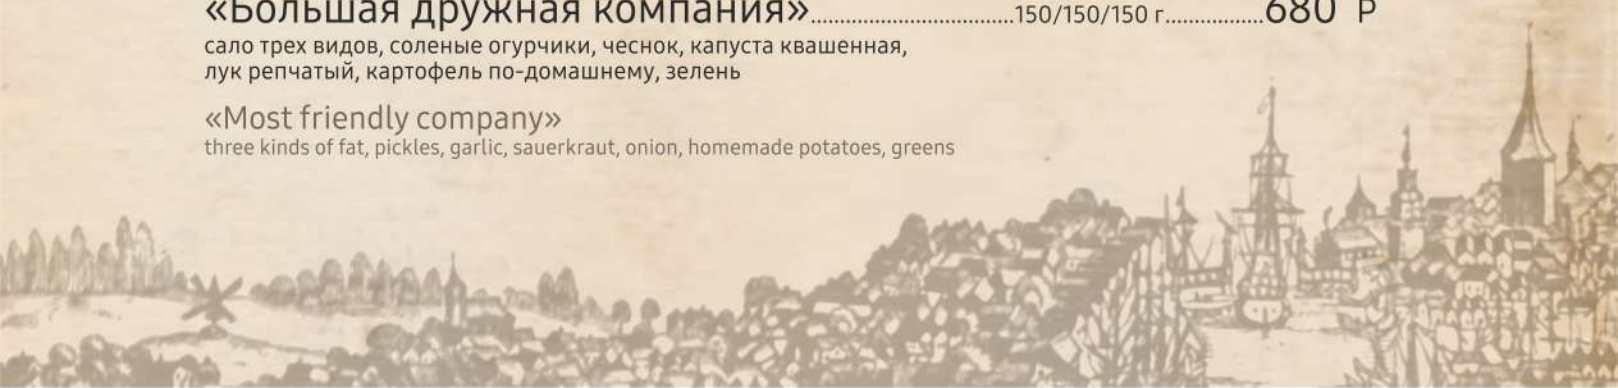 «Большая дружная компания»..................................150/150/150 г.................680 Р
сало трех видов, соленые огурчики, чеснок, капуста квашенная,
лук репчатый, картофель по-домашнему, зелень
«Most friendly company»
three kinds of fat, pickles, garlic, sauerkraut, onion, homemade potatoes, greens